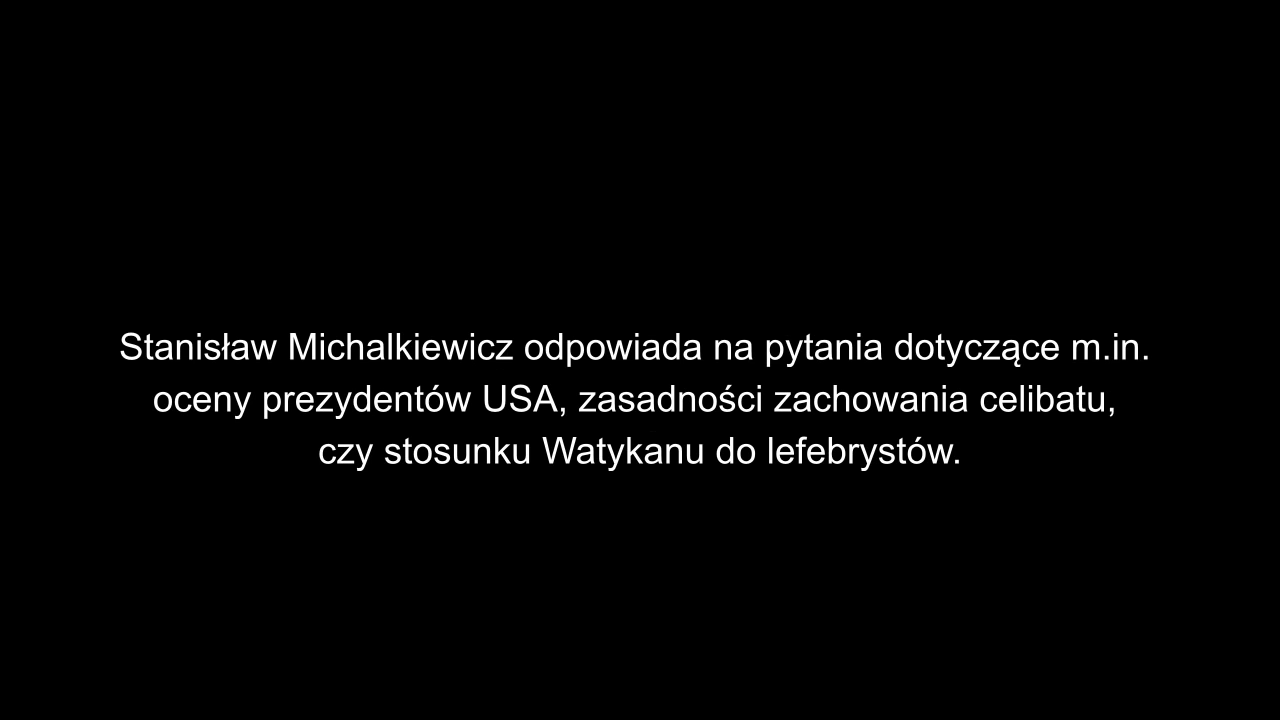 Stanisław Michalkiewicz odpowiada na pytania dotyczące m.in.
oceny prezydentów USA, zasadności zachowania celibatu,
czy stosunku Watykanu do lefebrystów.